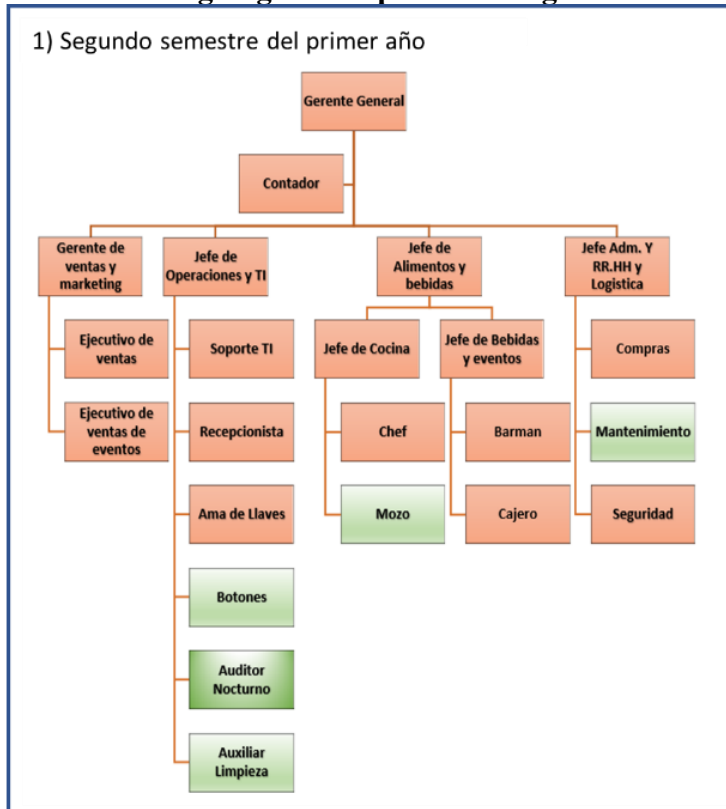 1) Segundo semestre del primer año
Gerente General
Contador
Gerente de
ventas y
marketing
Jefe de
Operaciones y TI
Jefe de
Alimentos y
bebidas
Jefe Adm. Y
RR.HH y
Logistica
Ejecutivo de
ventas
Soporte TI
Jefe de Cocina
Jefe de Bebidas
y eventos
Compras
Ejecutivo de
ventas de
eventos
Recepcionista
Chef
Barman
Mantenimiento
Ama de Llaves
Mozo
Cajero
Seguridad
Botones
Auditor
Nocturno
Auxiliar
Limpieza